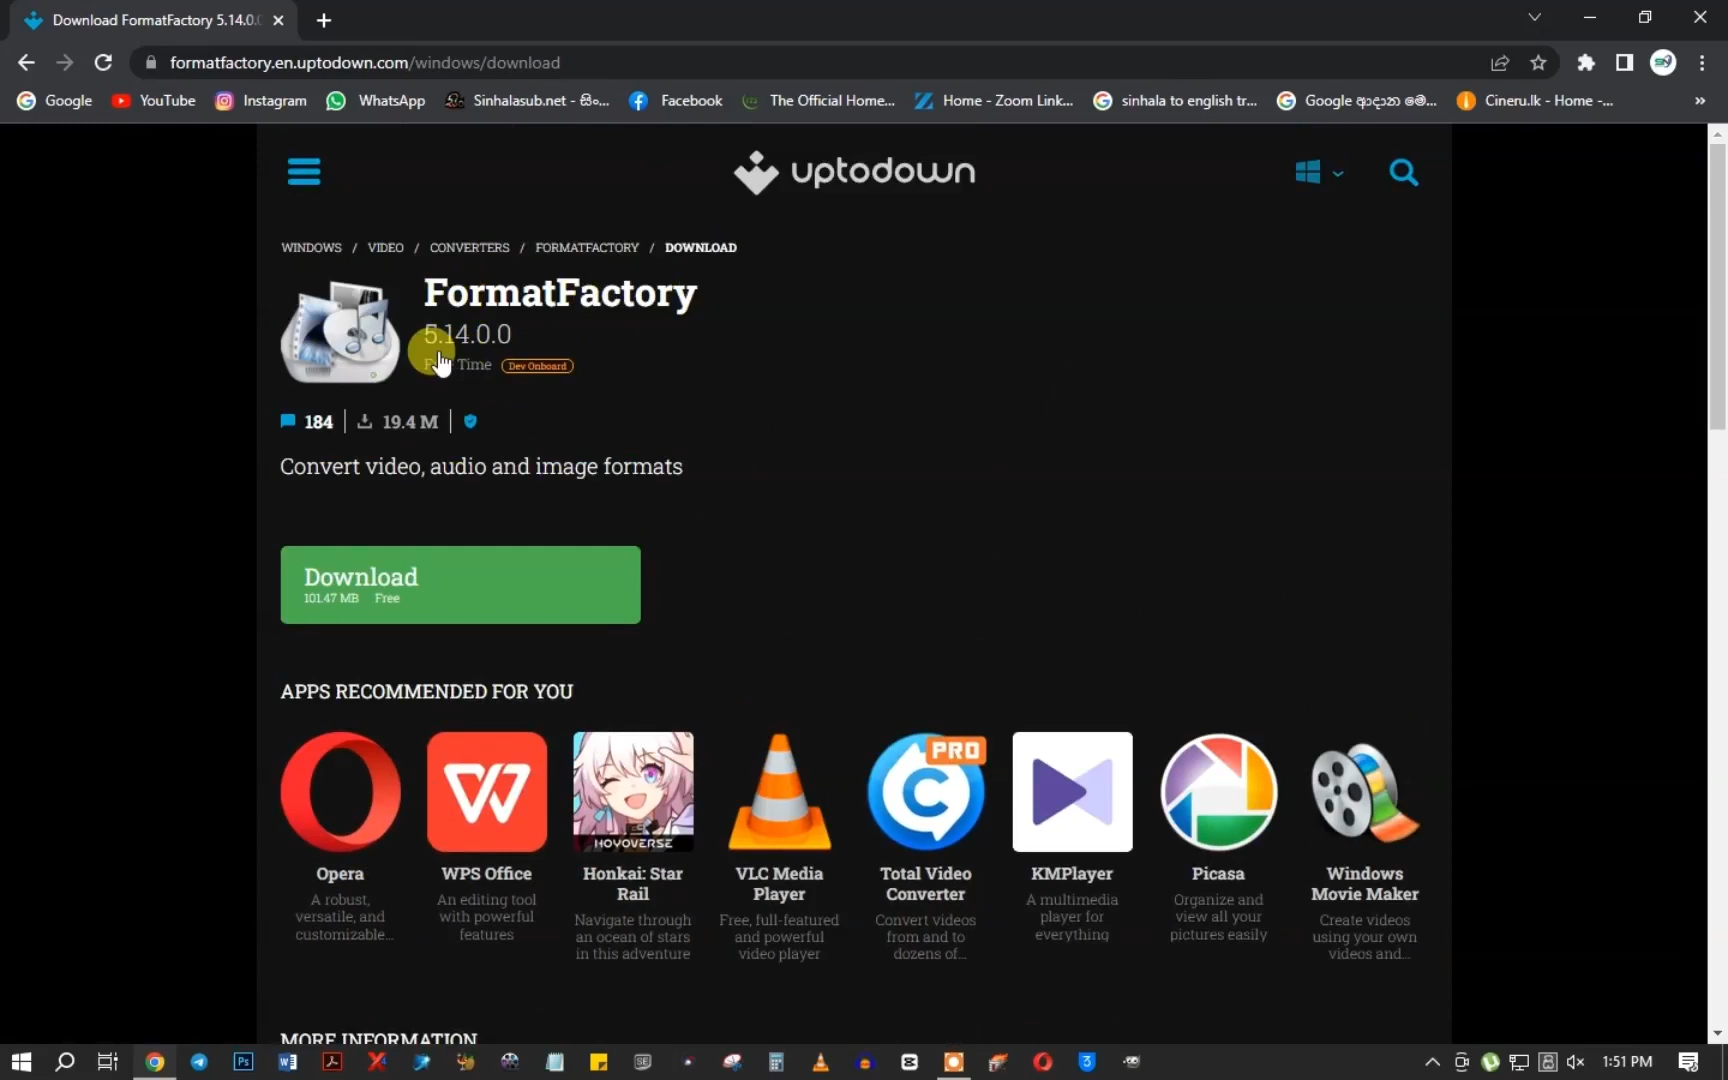 Download FormatFactory 5.14.0.0
formatfactory.en.uptodown.com/windows/download
Google YouTube Instagram WhatsApp Sinhalasub.net - සිං... Facebook The Official Home... Home - Zoom Link... sinhala to english tr... Google ආදාන මෙ... Cineru.lk - Home -... »
uptodown
WINDOWS / VIDEO / CONVERTERS / FORMATFACTORY / DOWNLOAD
FormatFactory
5.14.0.0
Time Dev Onboard
184 19.4 M
Convert video, audio and image formats
Download
101.47 MB Free
APPS RECOMMENDED FOR YOU
PRO
HOYOVERSE
Opera
A robust,
versatile, and
customizable...
WPS Office
An editing tool
with powerful
features
Honkai: Star
Rail
Navigate through
an ocean of stars
in this adventure
VLC Media
Player
Free, full-featured
and powerful
video player
Total Video
Converter
Convert videos
from and to
dozens of...
KMPlayer
A multimedia
player for
everything
Picasa
Organize and
view all your
pictures easily
Windows
Movie Maker
Create videos
using your own
videos and...
MORE INFORMATION
1:51 PM